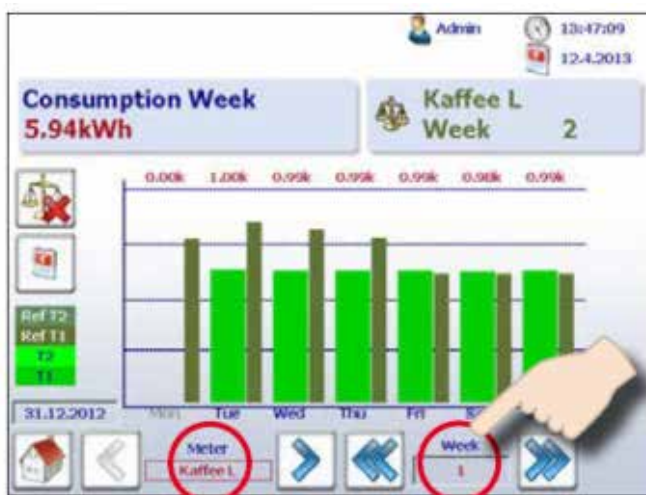 Admin
13:47:09
12.4.2013
Consumption Week
5.94kWh
Kaffee L
Week 2
0.00k 1.00k 0.99k 0.99k 0.99k 0.98k 0.99k
Ref T2
Ref T1
T2
T1
31.12.2012
Mon Tue Wed Thu Fri
Meter
Kaffee L
Week
1